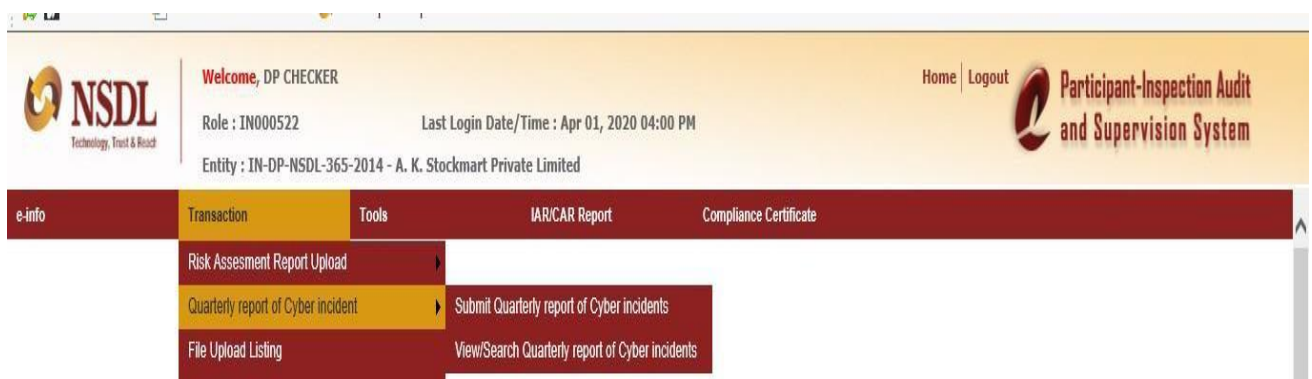 NSDL
Technology, Trust & Reach
Welcome, DP CHECKER
Role : IN000522 Last Login Date/Time : Apr 01, 2020 04:00 PM
Entity : IN-DP-NSDL-365-2014 - A. K. Stockmart Private Limited
Home | Logout
Participant-Inspection Audit
and Supervision System
e-info Transaction Tools IAR/CAR Report Compliance Certificate
Risk Assesment Report Upload
Quarterly report of Cyber incident Submit Quarterly report of Cyber incidents
File Upload Listing View/Search Quarterly report of Cyber incidents